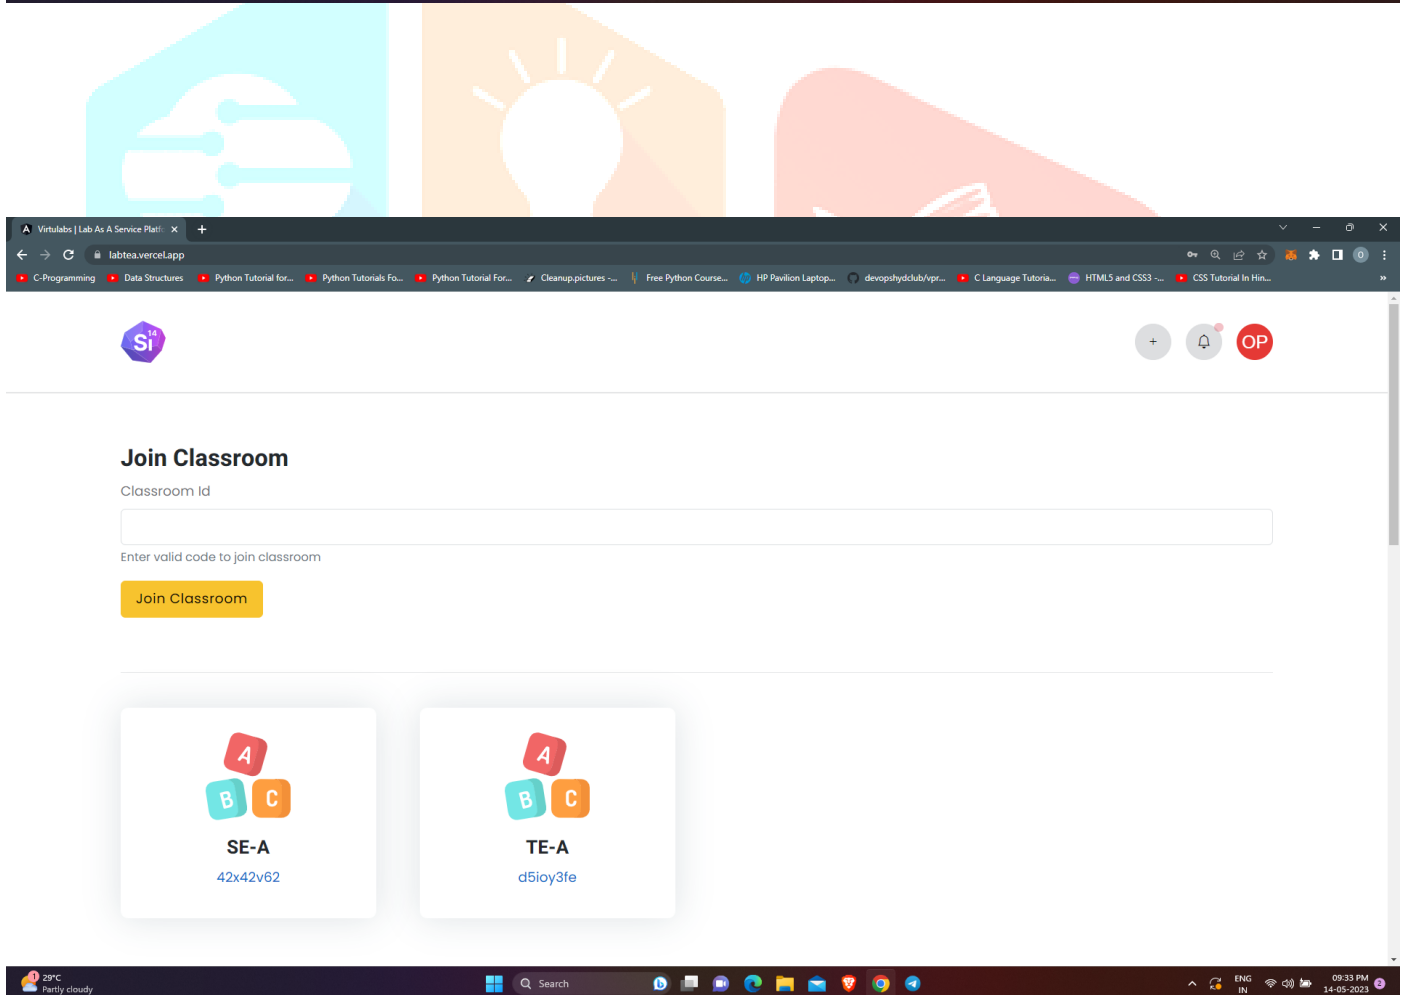 Virtulabs | Lab As A Service Platfo
labtea.vercel.app
C-Programming Data Structures Python Tutorial for... Python Tutorials Fo... Python Tutorial For... Cleanup.pictures -... Free Python Course... HP Pavilion Laptop... devopshydclub/vpr... C Language Tutoria... HTML5 and CSS3 -... CSS Tutorial In Hin... »
Si 14
+
OP
Join Classroom
Classroom Id
Enter valid code to join classroom
Join Classroom
A
B C
SE-A
42x42v62
A
B C
TE-A
d5ioy3fe
1
29°C
Partly cloudy
Search
ENG
IN
09:33 PM
14-05-2023
2